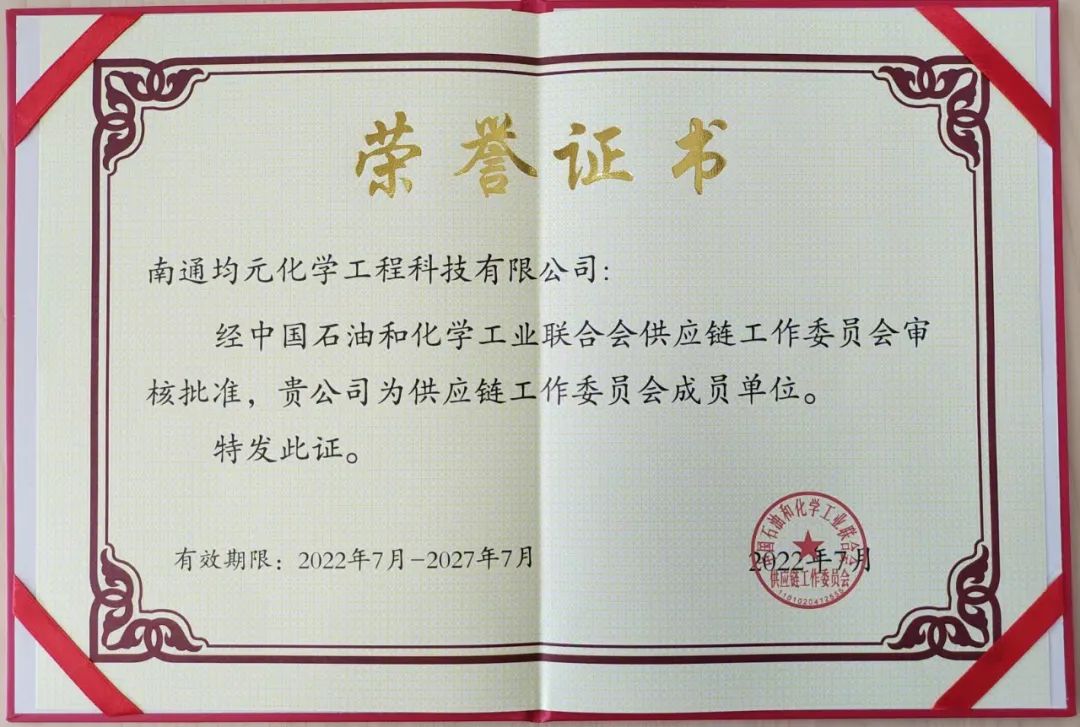 荣誉证书
南通均元化学工程科技有限公司：
经中国石油和化学工业联合会供应链工作委员会审
核批准，贵公司为供应链工作委员会成员单位。
特发此证。
有效期限：2022年7月-2027年7月
2022年7月
中国石油和化学工业联合会
供应链工作委员会